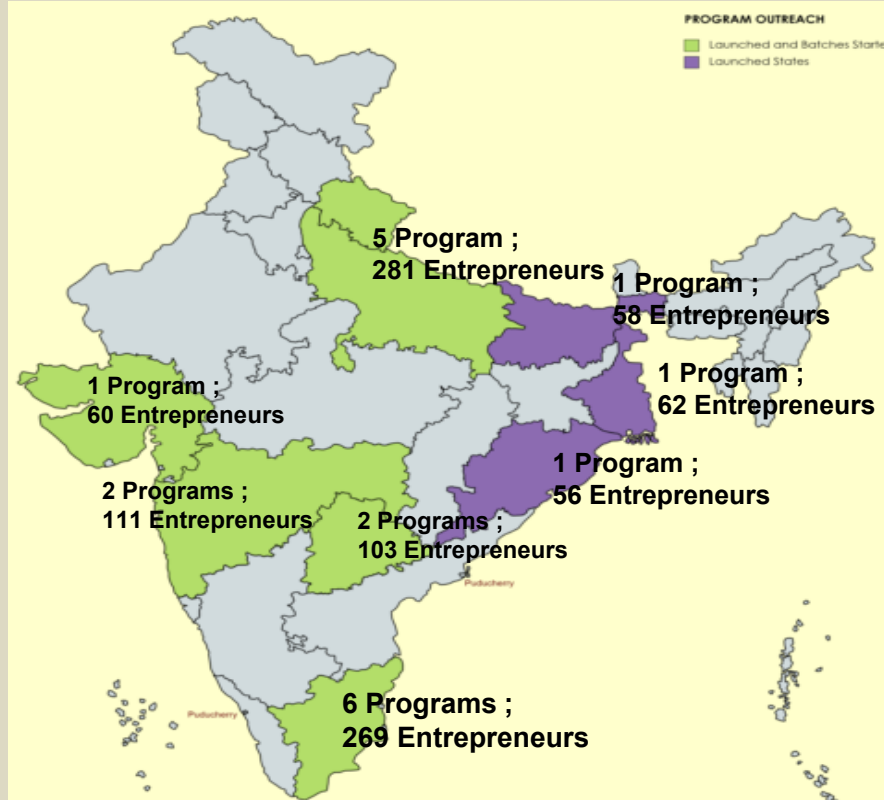 PROGRAM OUTREACH
Launched and Batches Starte
Launched States
5 Program ;
281 Entrepreneurs
1 Program ;
58 Entrepreneurs
1 Program ;
60 Entrepreneurs
1 Program ;
62 Entrepreneurs
1 Program ;
56 Entrepreneurs
2 Programs ;
111 Entrepreneurs
2 Programs ;
103 Entrepreneurs
Puducherry
6 Programs ;
269 Entrepreneurs
Puducherry